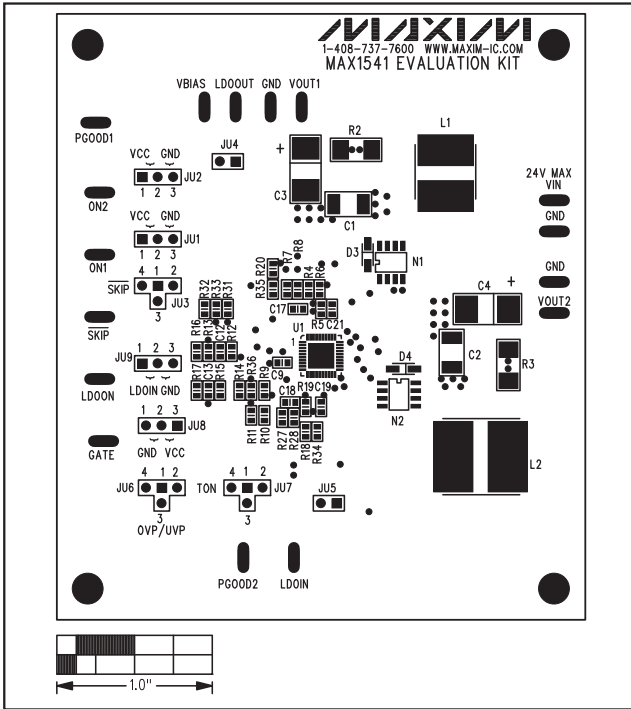 MAXIM
1-408-737-7600 WWW.MAXIM-IC.COM
MAX1541 EVALUATION KIT
VBIAS LDOOUT GND VOUT1
PGOOD1
VCC GND
JU4
R2
L1
+
JU2
1 2 3
C3
C1
24V MAX
VIN
ON2
VCC GND
GND
JU1
1 2 3
R20
R7
R8
D3
N1
ON1
4 1 2
R35
R4
R6
GND
SKIP
JU3
3
R32
R33
R31
C17
R5
C21
C4
+
VOUT2
SKIP
R16
R13
C12
R12
U1
1
JU9
1 2 3
C9
D4
C2
R3
LDOIN GND
R17
C13
R15
R14
R36
R9
LDOON
C18
R19
C19
N2
1 2 3
JU8
R11
R10
R27
R28
R18
R34
GND VCC
GATE
L2
4 1 2
JU6
TON
4 1 2
JU7
JU5
3
3
OVP/UVP
PGOOD2
LDOIN
1.0"